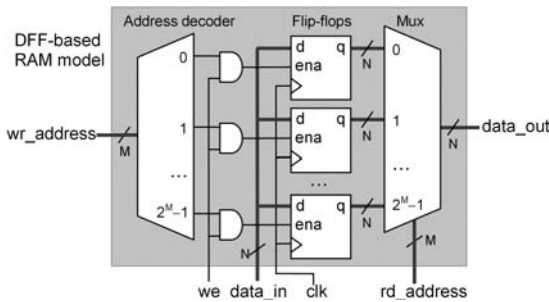 Address decoder
Flip-flops
Mux
DFF-based
RAM model
0
d
q
0
ena
N
wr_address
M
1
d
q
1
ena
N
data_out
N
...
...
...
2^M–1
d
q
2^M–1
ena
N
N
M
we
data_in
clk
rd_address